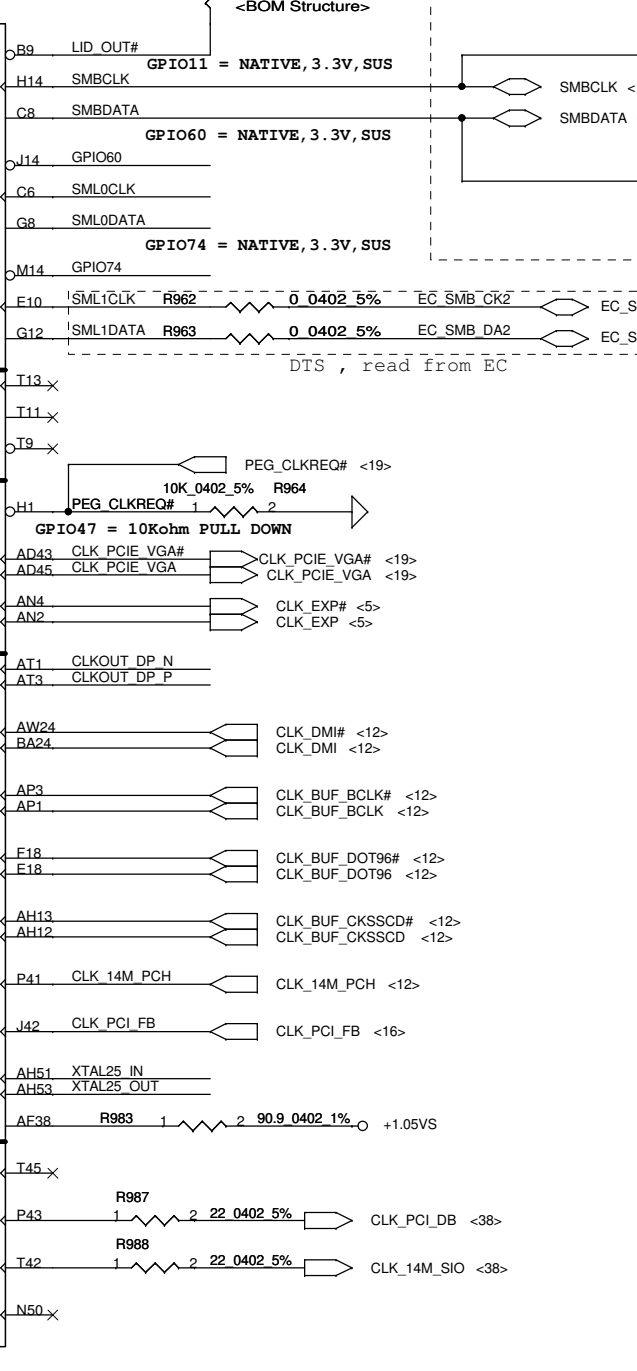 <BOM Structure>
B9 LID_OUT#
GPIO11 = NATIVE,3.3V,SUS
H14 SMBCLK SMBCLK <
C8 SMBDATA SMBDATA
GPIO60 = NATIVE,3.3V,SUS
J14 GPIO60
C6 SML0CLK
G8 SML0DATA
GPIO74 = NATIVE,3.3V,SUS
M14 GPIO74
E10 SML1CLK R962 0_0402_5% EC_SMB_CK2 EC_S
G12 SML1DATA R963 0_0402_5% EC_SMB_DA2 EC_S
DTS , read from EC
T13
T11
T9
PEG_CLKREQ# <19>
10K_0402_5% R964
H1 PEG_CLKREQ# 1 2
GPIO47 = 10Kohm PULL DOWN
AD43 CLK_PCIE_VGA# CLK_PCIE_VGA# <19>
AD45 CLK_PCIE_VGA CLK_PCIE_VGA <19>
AN4 CLK_EXP# <5>
AN2 CLK_EXP <5>
AT1 CLKOUT_DP_N
AT3 CLKOUT_DP_P
AW24 CLK_DMI# <12>
BA24 CLK_DMI <12>
AP3 CLK_BUF_BCLK# <12>
AP1 CLK_BUF_BCLK <12>
F18 CLK_BUF_DOT96# <12>
E18 CLK_BUF_DOT96 <12>
AH13 CLK_BUF_CKSSCD# <12>
AH12 CLK_BUF_CKSSCD <12>
P41 CLK_14M_PCH CLK_14M_PCH <12>
J42 CLK_PCI_FB CLK_PCI_FB <16>
AH51 XTAL25_IN
AH53 XTAL25_OUT
AF38 R983 1 2 90.9_0402_1% +1.05VS
T45
R987
P43 1 2 22_0402_5% CLK_PCI_DB <38>
R988
T42 1 2 22_0402_5% CLK_14M_SIO <38>
N50